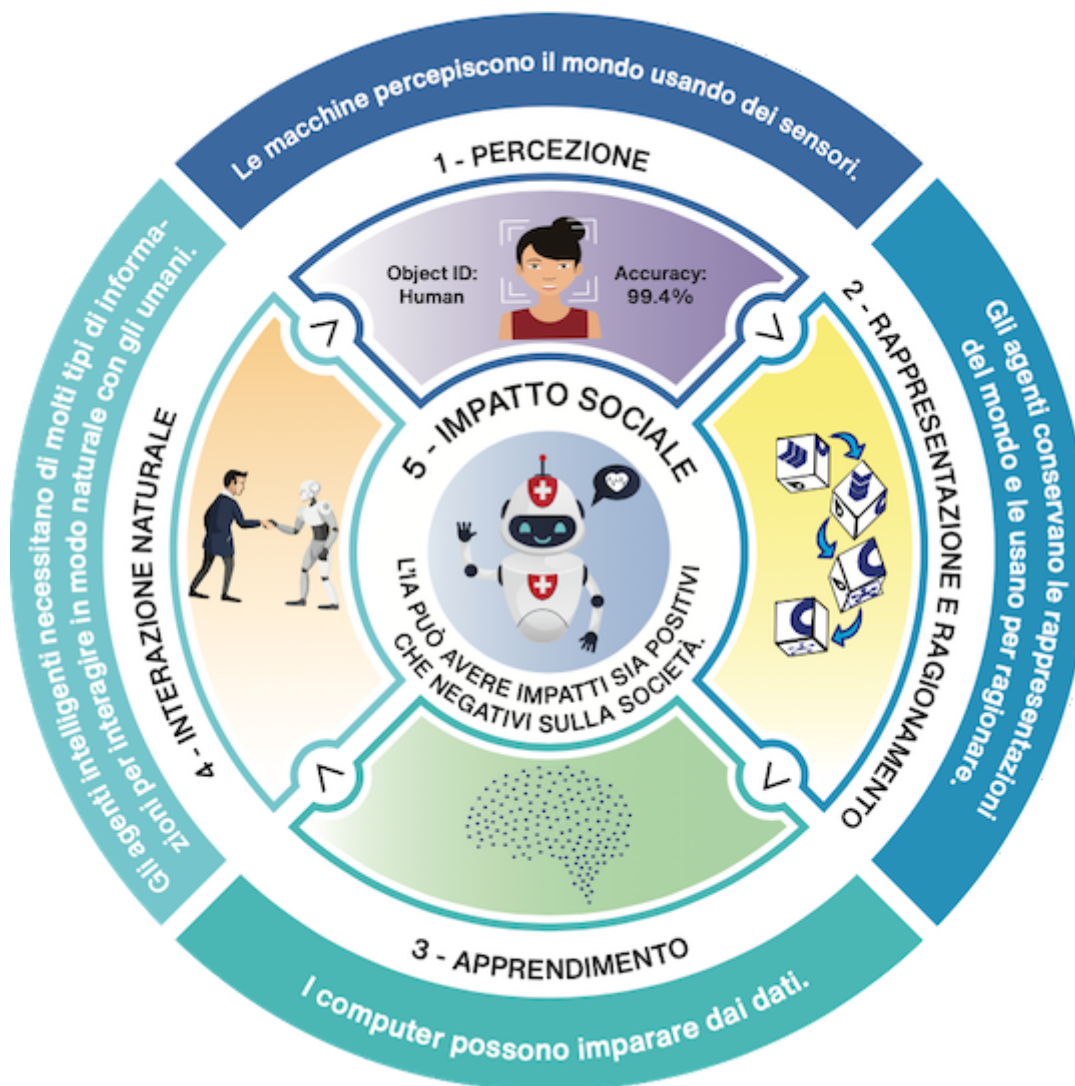 Le macchine percepiscono il mondo usando dei sensori.
1 - PERCEZIONE
Object ID:
Human
Accuracy:
99.4%
2 - RAPPRESENTAZIONE E RAGIONAMENTO
Gli agenti conservano le rappresentazioni
del mondo e le usano per ragionare.
3 - APPRENDIMENTO
I computer possono imparare dai dati.
4 - INTERAZIONE NATURALE
Gli agenti intelligenti necessitano di molti tipi di informa-
zioni per interagire in modo naturale con gli umani.
5 - IMPATTO SOCIALE
L'IA PUÒ AVERE IMPATTI SIA POSITIVI
CHE NEGATIVI SULLA SOCIETÀ.